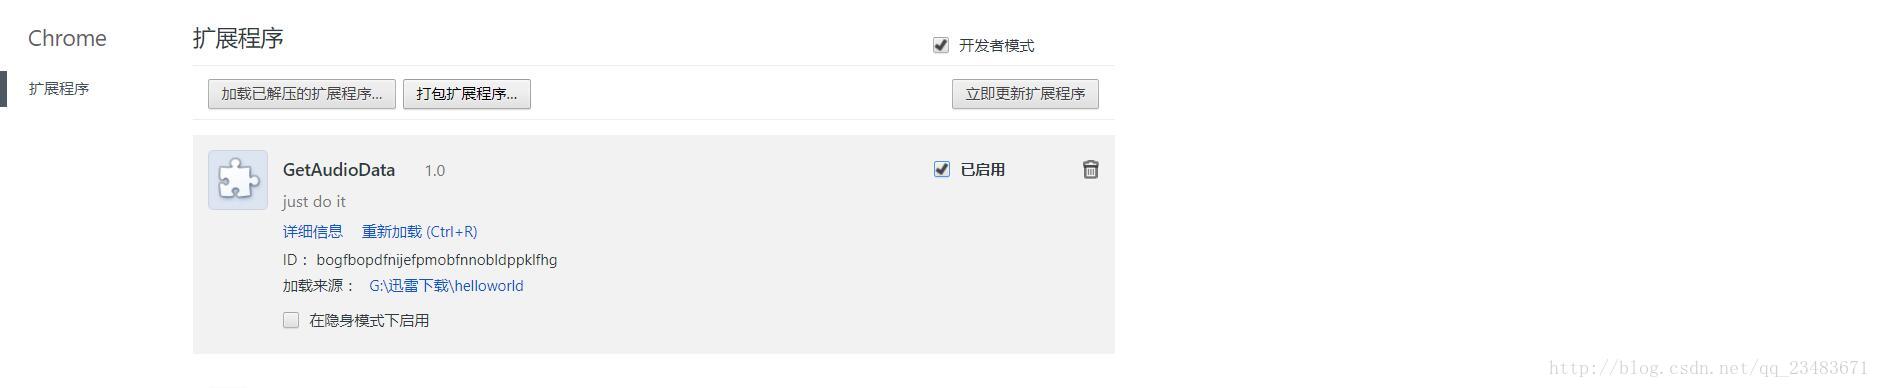 Chrome
扩展程序
扩展程序
开发者模式
加载已解压的扩展程序...
打包扩展程序...
立即更新扩展程序
GetAudioData 1.0
已启用
just do it
详细信息 重新加载 (Ctrl+R)
ID： bogfbopdfnijefpmobfnnobldppklfhg
加载来源： G:\迅雷下载\helloworld
在隐身模式下启用
http://blog.csdn.net/qq_23483671